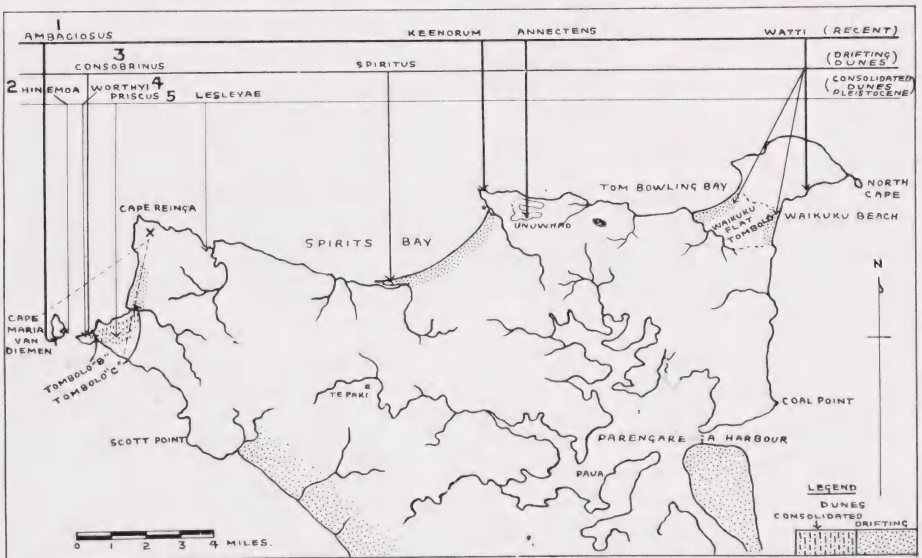 1
AMBAGIOSUS KEENORUM ANNECTENS WATTI (RECENT)
3
CONSOBRINUS SPIRITUS (DRIFTING DUNES)
2 HINEMOA WORTHYI 4 (CONSOLIDATED DUNES PLEISTOCENE)
PRISCUS 5 LESLEYAE
CAPE REINGA
X
SPIRITS BAY
UNUWHAO
TOM BOWLING BAY
NORTH CAPE
WAIKUKU FLAT TOMBOLO
WAIKUKU BEACH
N
CAPE MARIA VAN DIEMEN
TOMBOLO "B"
TOMBOLO "C"
TEPAKI
COAL POINT
SCOTT POINT
PARENGARE A HARBOUR
PAUA
LEGEND
DUNES
CONSOLIDATED DRIFTING
0 1 2 3 4 MILES.